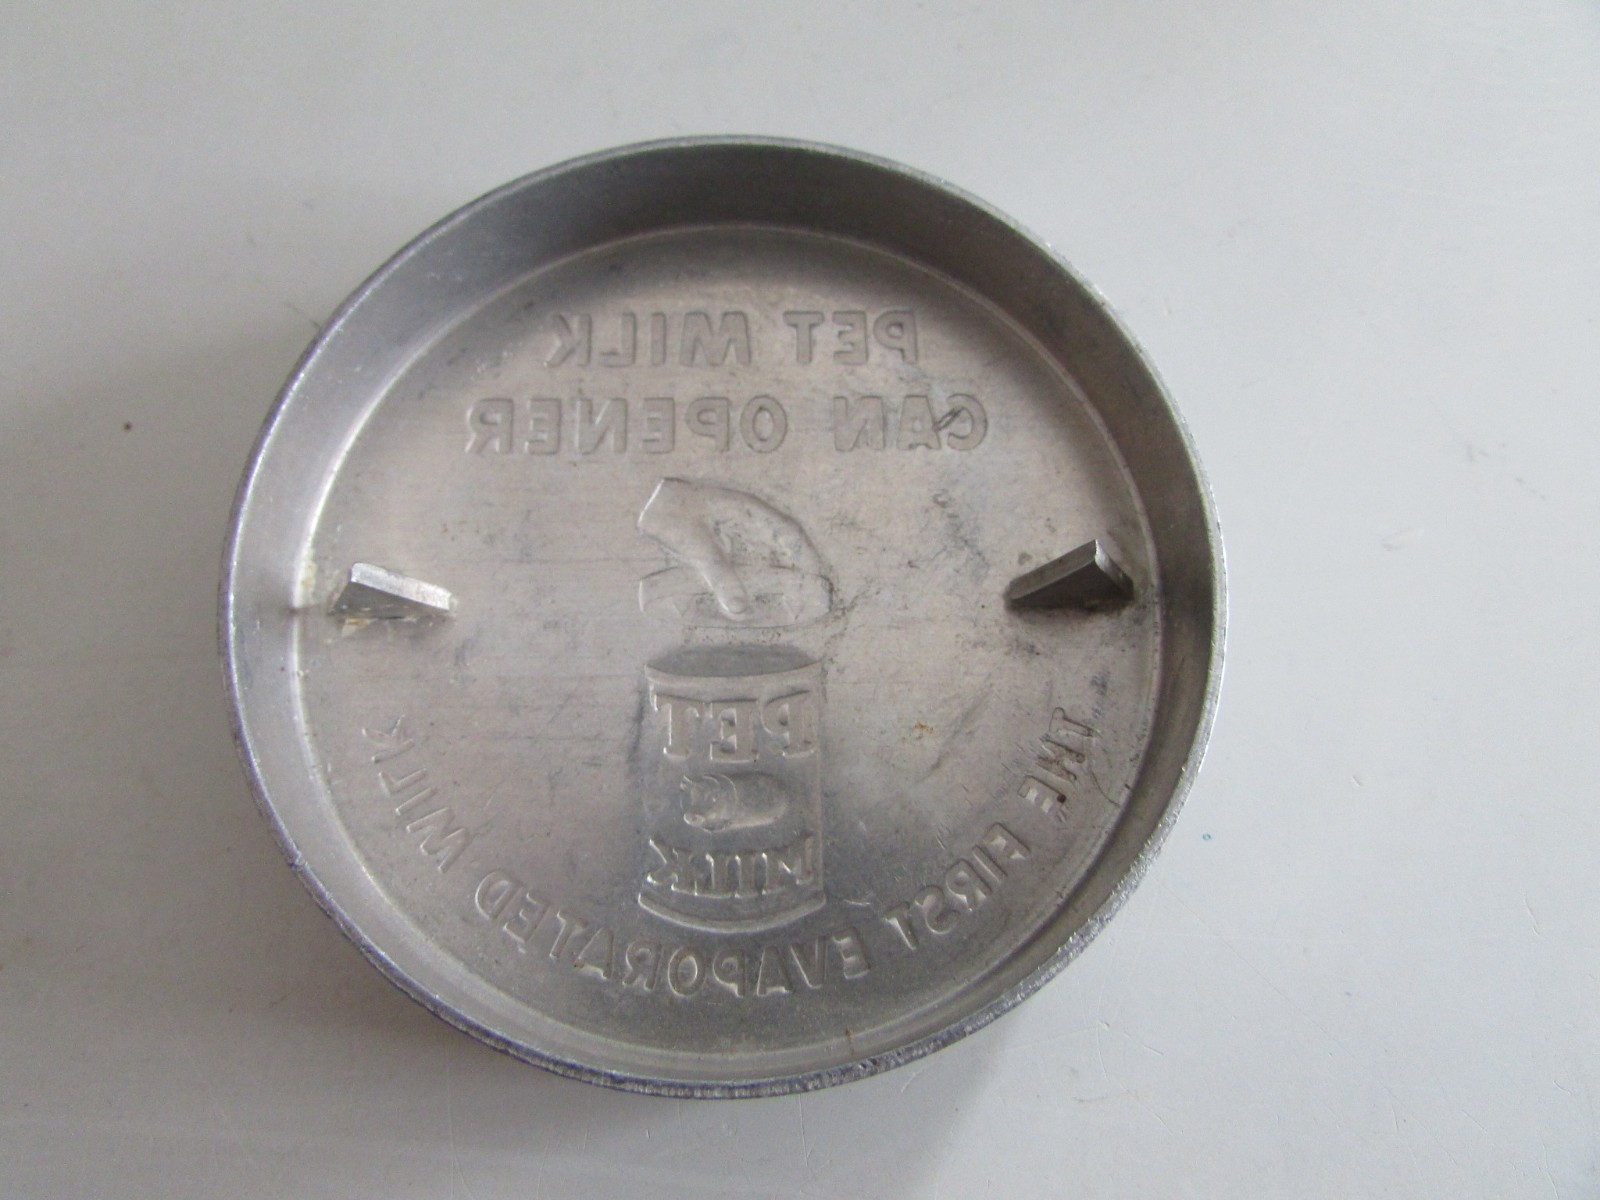 PET MILK
CAN OPENER
PET
MILK
THE FIRST EVAPORATED MILK